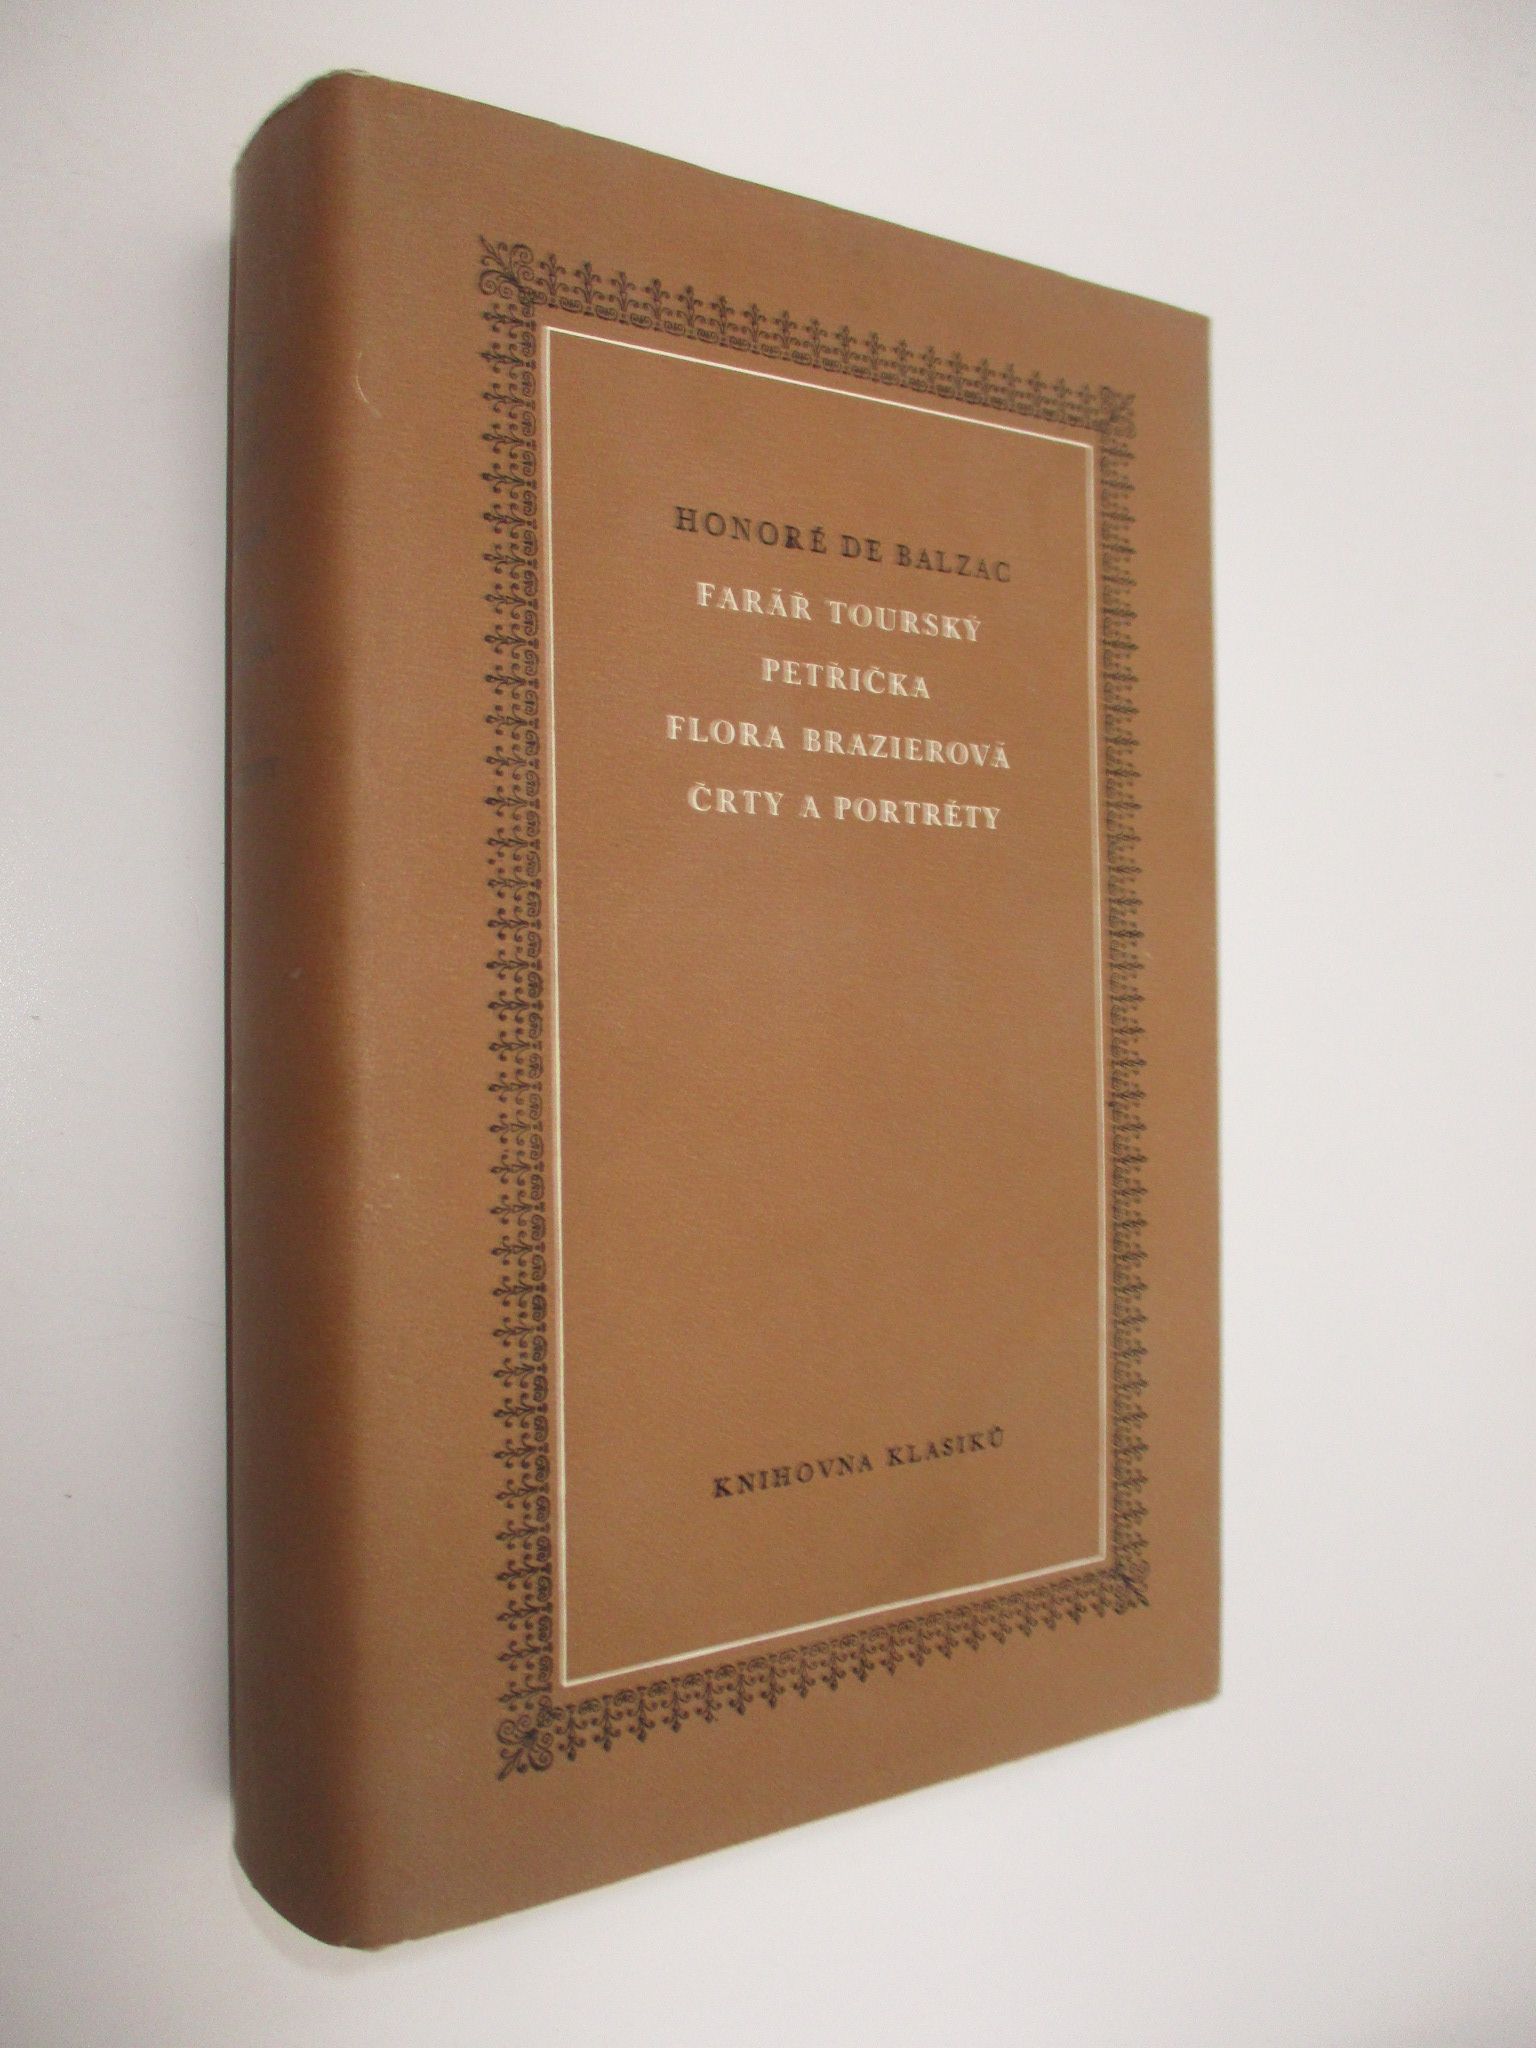 HONORÉ DE BALZAC
FARÁŘ TOURSKÝ
PETŘIČKA
FLORA BRAZIEROVÁ
ČRTY A PORTRÉTY
KNIHOVNA KLASIKŮ